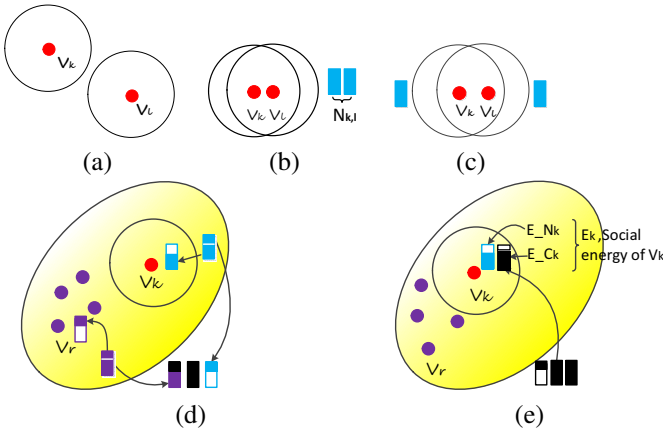 Vk
Vl
(a)
Vk Vl
Nk,l
(b)
Vk Vl
(c)
Vk
Vr
(d)
E_Nk
E_Ck
Ek,Social
energy of Vk
Vk
Vr
(e)